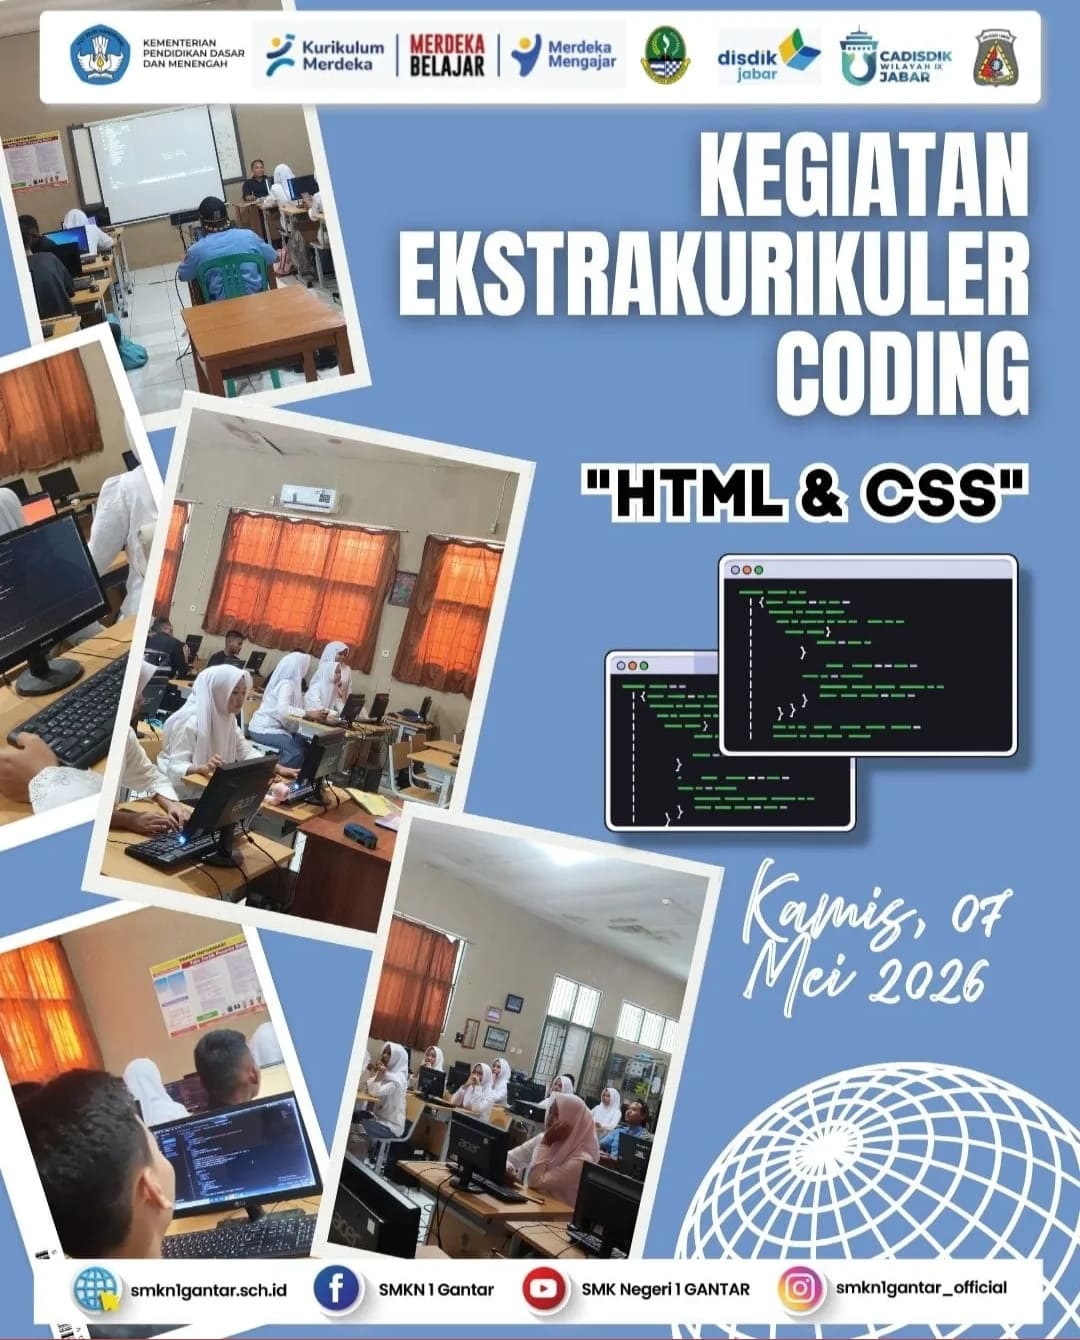 KEMENTERIAN
PENDIDIKAN DASAR
DAN MENENGAH
Kurikulum
Merdeka
MERDEKA
BELAJAR
Merdeka
Mengajar
disdik
jabar
CADISDIK
WILAYAH IX
JABAR
KEGIATAN
EKSTRAKURIKULER
CODING
"HTML & CSS"
Kamis, 07
Mei 2026
smkn1gantar.sch.id
SMKN 1 Gantar
SMK Negeri 1 GANTAR
smkn1gantar_official